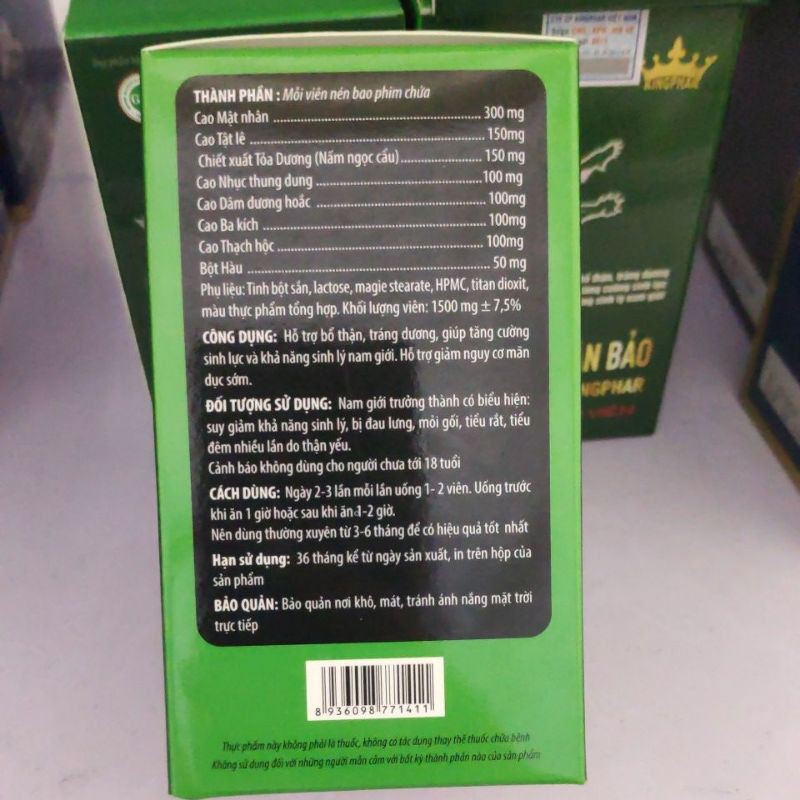 THÀNH PHẦN : Mỗi viên nén bao phim chứa
Cao Mật nhân ........ 300 mg
Cao Tật lê ........ 150mg
Chiết xuất Tỏa Dương (Nấm ngọc cẩu) ........ 150 mg
Cao Nhục thung dung ........ 100 mg
Cao Dâm dương hoắc ........ 100mg
Cao Ba kích ........ 100mg
Cao Thạch hộc ........ 100mg
Bột Hàu ........ 50 mg
Phụ liệu: Tinh bột sắn, lactose, magie stearate, HPMC, titan dioxit,
màu thực phẩm tổng hợp. Khối lượng viên: 1500 mg ± 7,5%
CÔNG DỤNG: Hỗ trợ bổ thận, tráng dương, giúp tăng cường
sinh lực và khả năng sinh lý nam giới. Hỗ trợ giảm nguy cơ mãn
dục sớm.
ĐỐI TƯỢNG SỬ DỤNG: Nam giới trưởng thành có biểu hiện:
suy giảm khả năng sinh lý, bị đau lưng, mỏi gối, tiểu rắt, tiểu
đêm nhiều lần do thận yếu.
Cảnh báo không dùng cho người chưa tới 18 tuổi
CÁCH DÙNG: Ngày 2-3 lần mỗi lần uống 1- 2 viên. Uống trước
khi ăn 1 giờ hoặc sau khi ăn 1-2 giờ.
Nên dùng thường xuyên từ 3-6 tháng để có hiệu quả tốt nhất
Hạn sử dụng: 36 tháng kể từ ngày sản xuất, in trên hộp của
sản phẩm
BẢO QUẢN: Bảo quản nơi khô, mát, tránh ánh nắng mặt trời
trực tiếp
8 936098 771411
Thực phẩm này không phải là thuốc, không có tác dụng thay thế thuốc chữa bệnh
Không sử dụng đối với những người mẫn cảm với bất kỳ thành phần nào của sản phẩm
KINGPHAR
N BẢO
NGPHAR
VIÊN